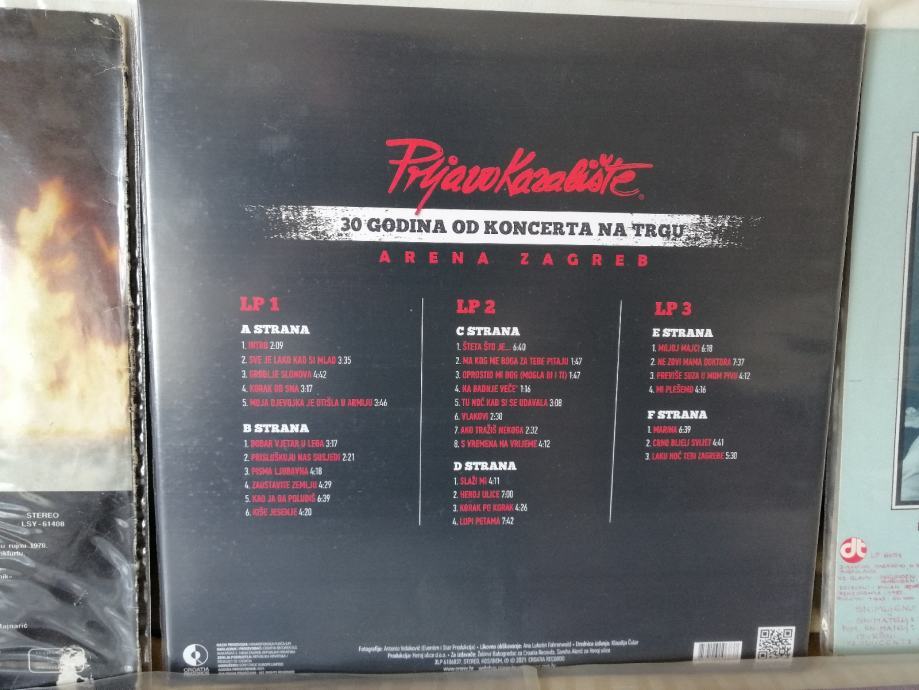 Prljavo Kazalište
30 GODINA OD KONCERTA NA TRGU
ARENA ZAGREB
LP 1
A STRANA
1. INTRO 2:09
2. SVE JE LAKO KAD SI MLAD 3:35
3. GROBLJE SLONOVA 4:42
4. KORAK OD SNA 3:17
5. MOJA DJEVOJKA JE OTIŠLA U ARMIJU 3:46
B STRANA
1. DOBAR VJETAR U LEĐA 3:17
2. PRISLUŠKUJU NAS SUSJEDI 2:21
3. PISMA LJUBAVNA 4:18
4. ZAUSTAVITE ZEMLJU 4:29
5. KAO JA DA POLUDIŠ 6:39
6. KIŠE JESENJE 4:20
LP 2
C STRANA
1. ŠTETA ŠTO JE... 6:40
2. MA KOG ME BOGA ZA TEBE PITAJU 1:47
3. OPROSTIO MI BOG (MOGLA BI I TI) 1:47
4. NA BADNJE VEČE' 1:16
5. TU NOĆ KAD SI SE UDAVALA 3:08
6. VLAKOVI 2:30
7. AKO TRAŽIŠ NEKOGA 2:32
8. S VREMENA NA VRIJEME 4:12
D STRANA
1. SLAŽI MI 4:11
2. HEROJ ULICE 7:00
3. KORAK PO KORAK 4:26
4. LUPI PETAMA 7:42
LP 3
E STRANA
1. MOJOJ MAJCI 6:18
2. NE ZOVI MAMA DOKTORA 7:37
3. PREVIŠE SUZA U MOM PIVU 4:12
4. MI PLEŠEMO 4:16
F STRANA
1. MARINA 6:39
2. CRNO BIJELI SVIJET 4:41
3. LAKU NOĆ TEBI ZAGREBE 5:30
STEREO
LSY-61408
u rujnu 1978.
Majnarić
dt
CROATIA